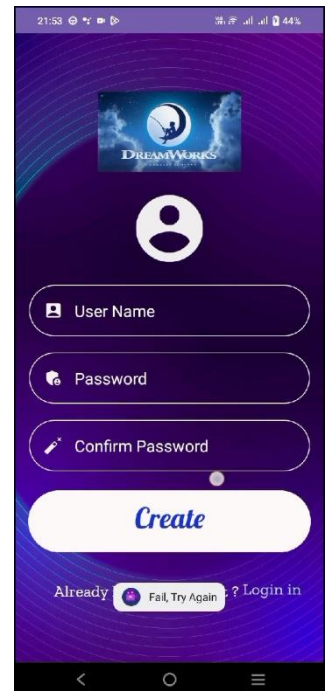 21:53
44%
DREAMWORKS
User Name
Password
Confirm Password
Create
Already ? Login in
Fail, Try Again